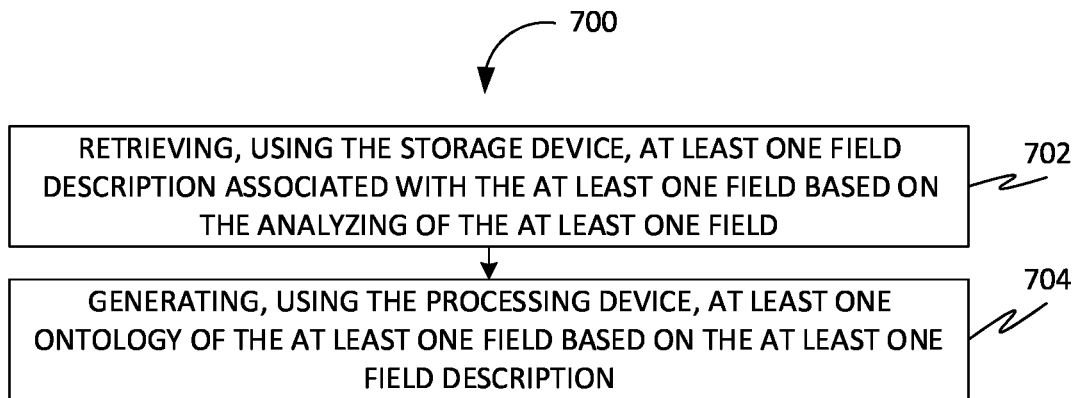 700
RETRIEVING, USING THE STORAGE DEVICE, AT LEAST ONE FIELD
DESCRIPTION ASSOCIATED WITH THE AT LEAST ONE FIELD BASED ON
THE ANALYZING OF THE AT LEAST ONE FIELD
702
GENERATING, USING THE PROCESSING DEVICE, AT LEAST ONE
ONTOLOGY OF THE AT LEAST ONE FIELD BASED ON THE AT LEAST ONE
FIELD DESCRIPTION
704